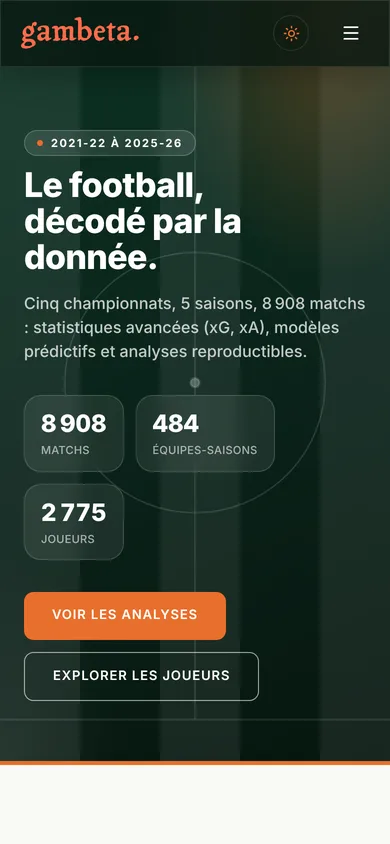 gambeta.
2021-22 À 2025-26
Le football,
décodé par la
donnée.
Cinq championnats, 5 saisons, 8 908 matchs
: statistiques avancées (xG, xA), modèles
prédictifs et analyses reproductibles.
8 908
MATCHS
484
ÉQUIPES-SAISONS
2 775
JOUEURS
VOIR LES ANALYSES
EXPLORER LES JOUEURS